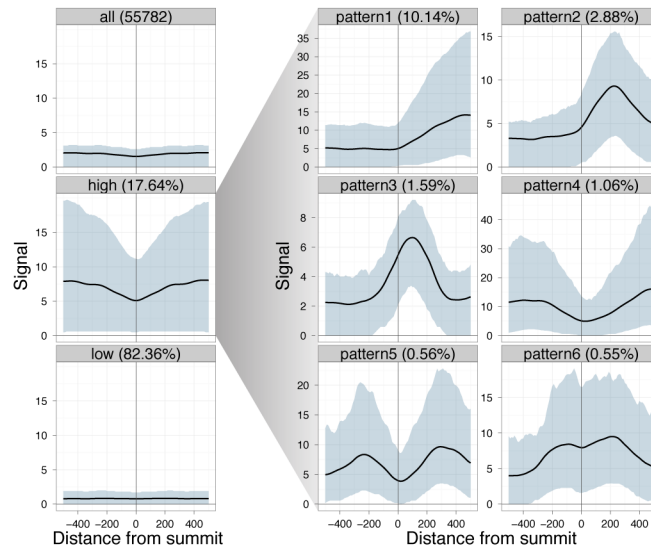 all (55782)
15
10
5
0
high (17.64%)
15
10
5
0
low (82.36%)
15
10
5
0
−400 −200 0 200 400
Distance from summit
Signal
pattern1 (10.14%)
35
30
25
20
15
10
5
0
pattern2 (2.88%)
15
10
5
0
pattern3 (1.59%)
8
6
4
2
0
pattern4 (1.06%)
40
30
20
10
0
pattern5 (0.56%)
20
15
10
5
0
pattern6 (0.55%)
20
15
10
5
0
−400 −200 0 200 400
−400 −200 0 200 400
Distance from summit
Signal